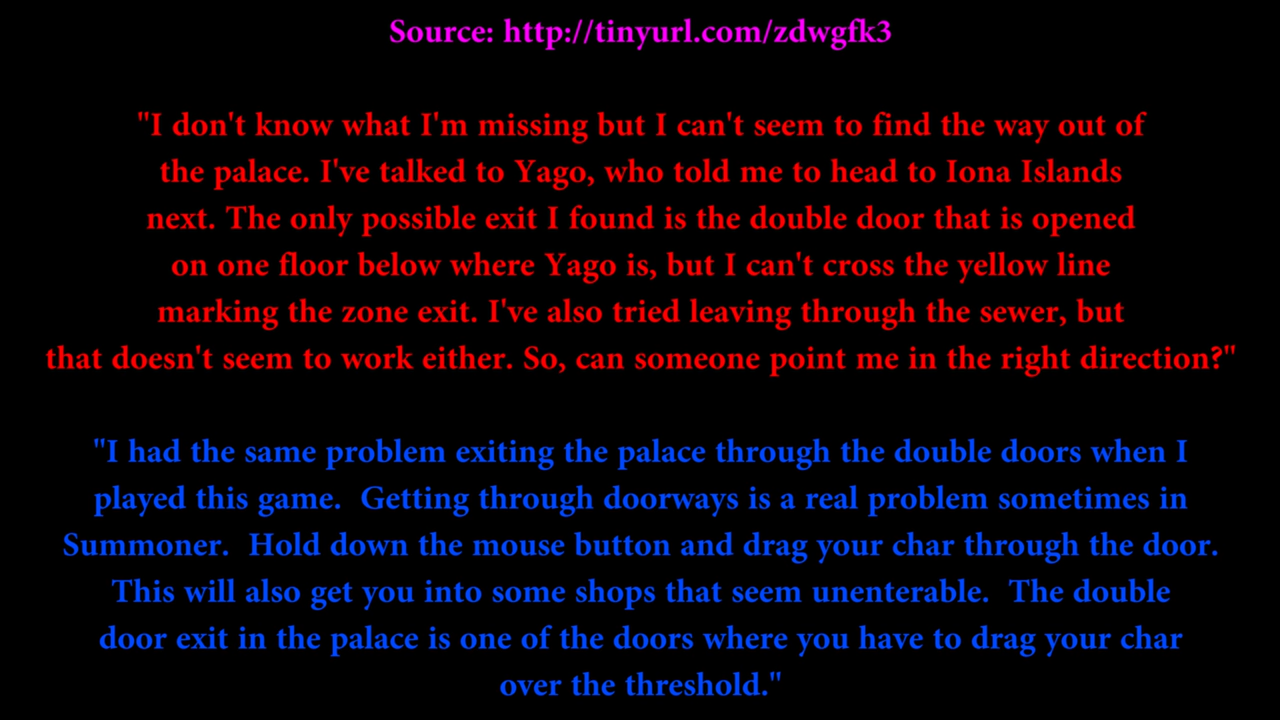 Source: http://tinyurl.com/zdwgfk3
"I don't know what I'm missing but I can't seem to find the way out of
the palace. I've talked to Yago, who told me to head to Iona Islands
next. The only possible exit I found is the double door that is opened
on one floor below where Yago is, but I can't cross the yellow line
marking the zone exit. I've also tried leaving through the sewer, but
that doesn't seem to work either. So, can someone point me in the right direction?"
"I had the same problem exiting the palace through the double doors when I
played this game.  Getting through doorways is a real problem sometimes in
Summoner.  Hold down the mouse button and drag your char through the door.
This will also get you into some shops that seem unenterable.  The double
door exit in the palace is one of the doors where you have to drag your char
over the threshold."